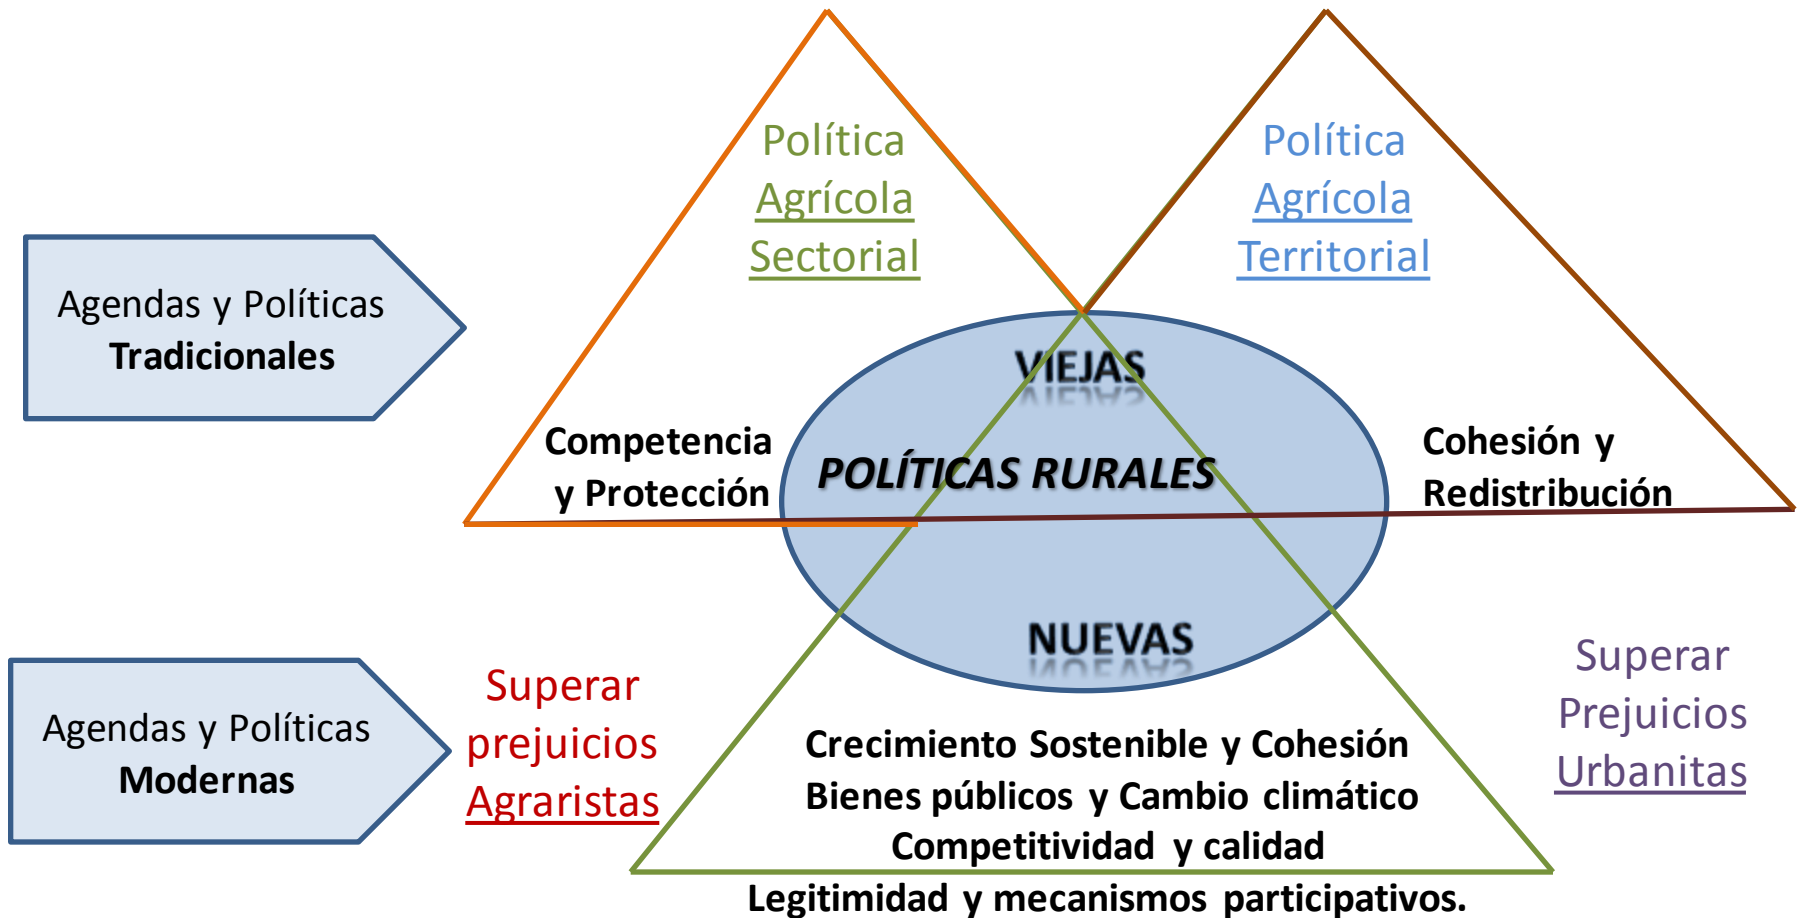 Política
Agrícola
Sectorial
Política
Agrícola
Territorial
Agendas y Políticas
Tradicionales
VIEJAS
Competencia
y Protección
POLÍTICAS RURALES
Cohesión y
Redistribución
NUEVAS
Agendas y Políticas
Modernas
Superar
prejuicios
Agraristas
Crecimiento Sostenible y Cohesión
Bienes públicos y Cambio climático
Competitividad y calidad
Legitimidad y mecanismos participativos.
Superar
Prejuicios
Urbanitas